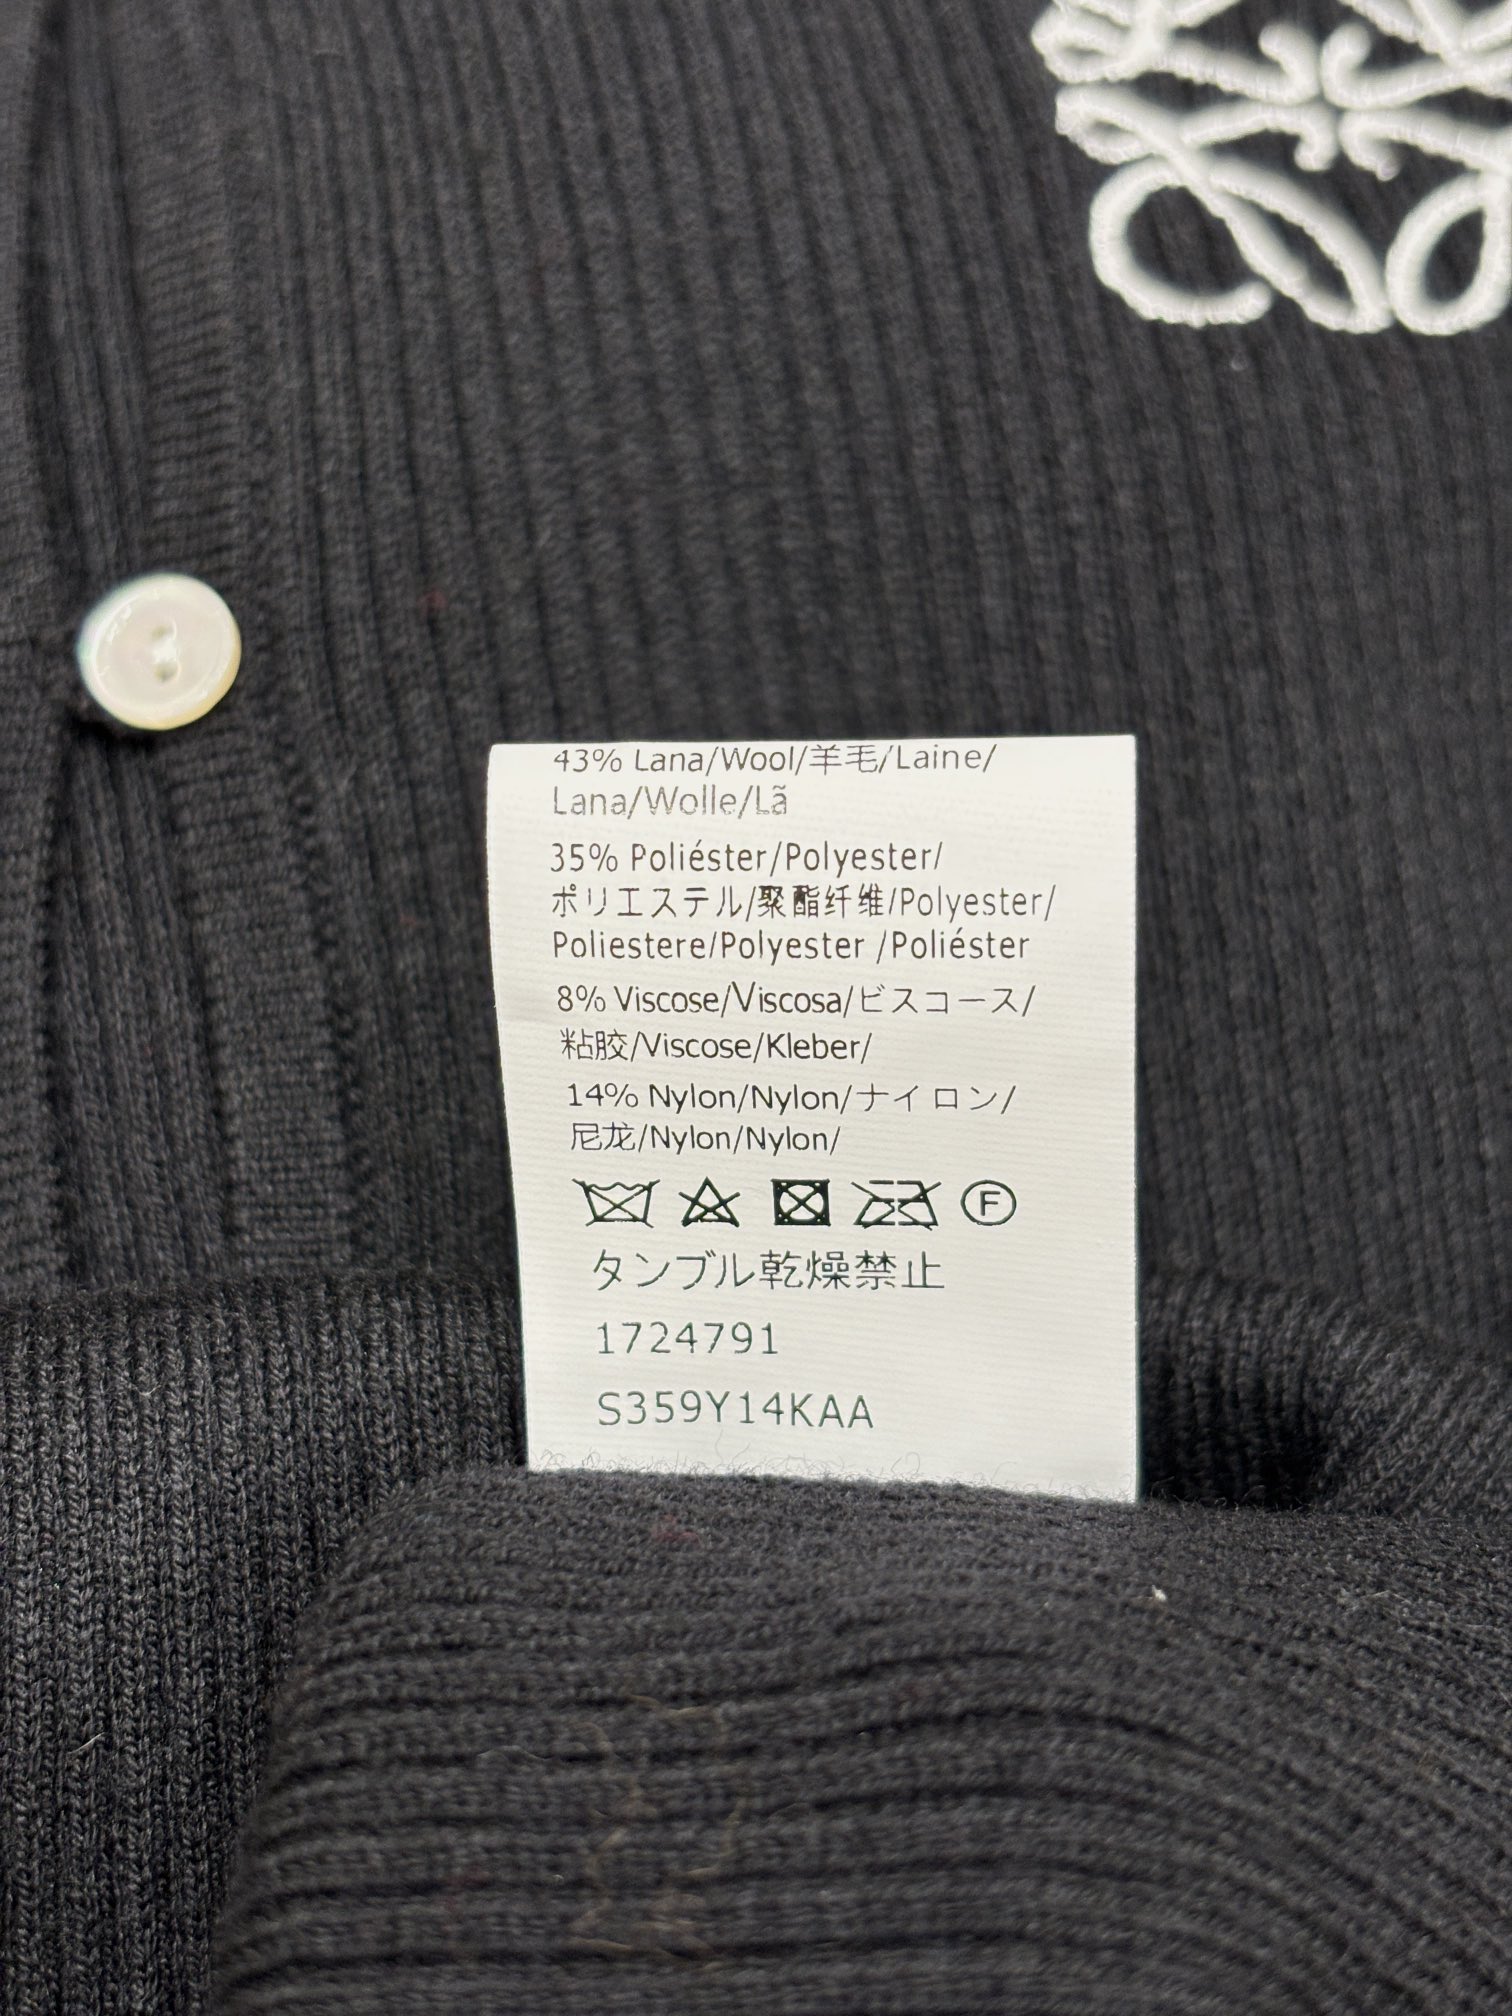 43% Lana/Wool/羊毛/Laine/
Lana/Wolle/Lã
35% Poliéster/Polyester/
ポリエステル/聚酯纤维/Polyester/
Poliestere/Polyester /Poliéster
8% Viscose/Viscosa/ビスコース/
粘胶/Viscose/Kleber/
14% Nylon/Nylon/ナイロン/
尼龙/Nylon/Nylon/
F
タンブル乾燥禁止
1724791
S359Y14KAA